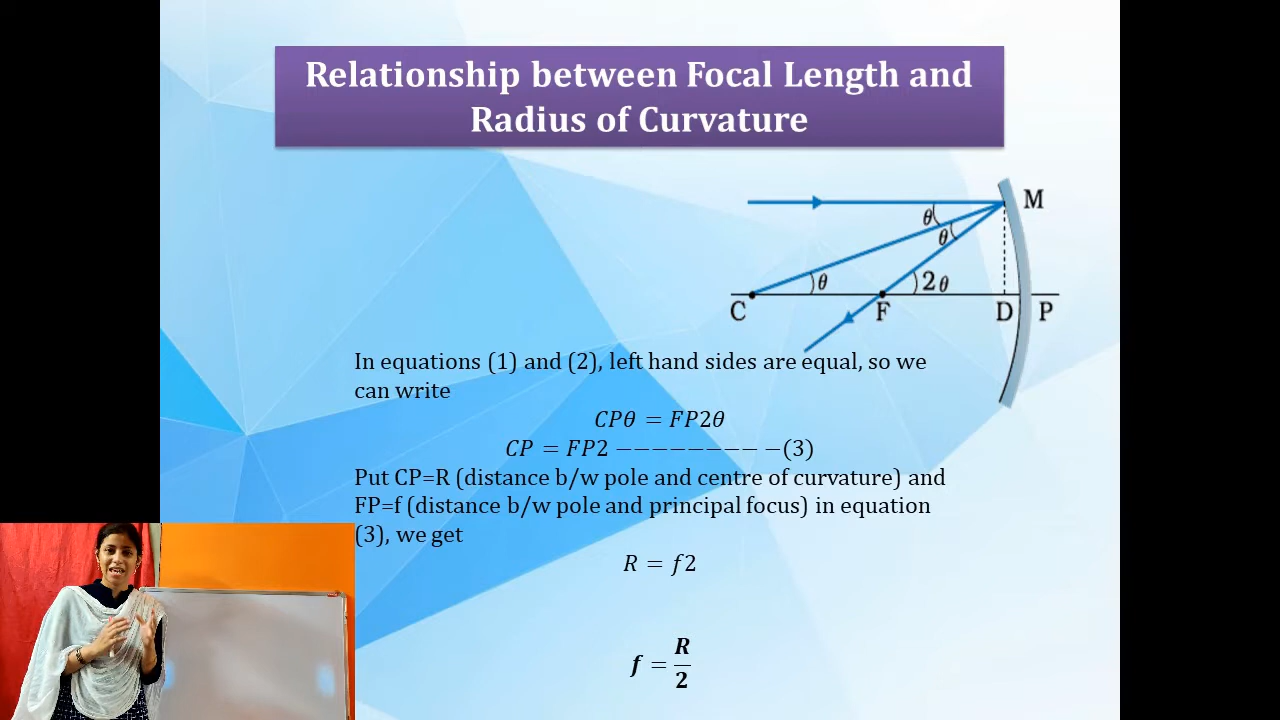 Relationship between Focal Length and
Radius of Curvature
M
θ
θ
θ
2θ
C
F
D
P
In equations (1) and (2), left hand sides are equal, so we
can write
CPθ = FP2θ
CP = FP2 −−−−−−−−−(3)
Put CP=R (distance b/w pole and centre of curvature) and
FP=f (distance b/w pole and principal focus) in equation
(3), we get
R = f2
f = R/2